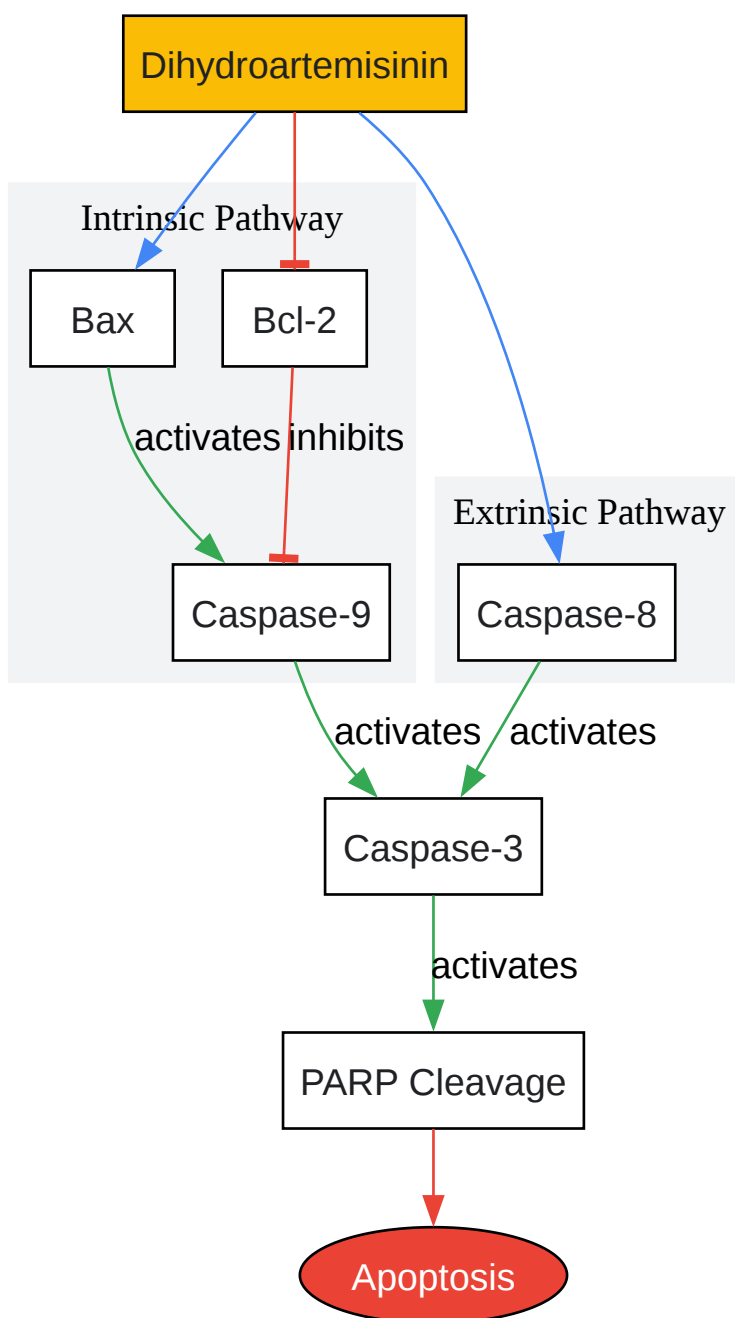 Dihydroartemisinin
Intrinsic Pathway
Bax
Bcl-2
activates
inhibits
Extrinsic Pathway
Caspase-9
Caspase-8
activates
activates
Caspase-3
activates
PARP Cleavage
Apoptosis